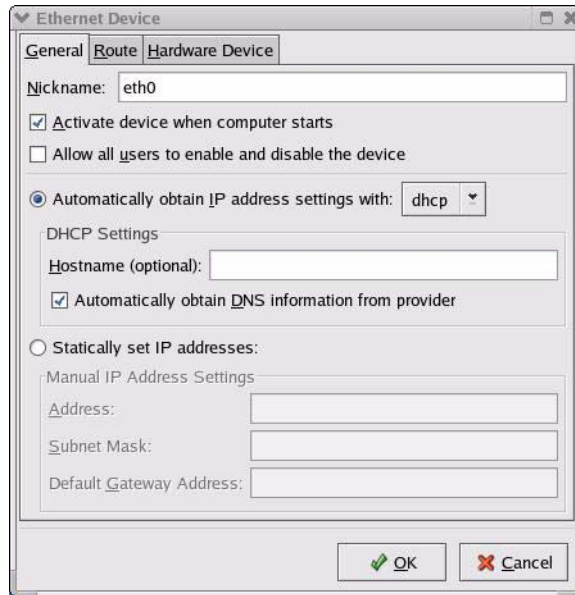 Ethernet Device
General Route Hardware Device
Nickname: eth0
Activate device when computer starts
Allow all users to enable and disable the device
Automatically obtain IP address settings with: dhcp
DHCP Settings
Hostname (optional):
Automatically obtain DNS information from provider
Statically set IP addresses:
Manual IP Address Settings
Address:
Subnet Mask:
Default Gateway Address:
OK Cancel